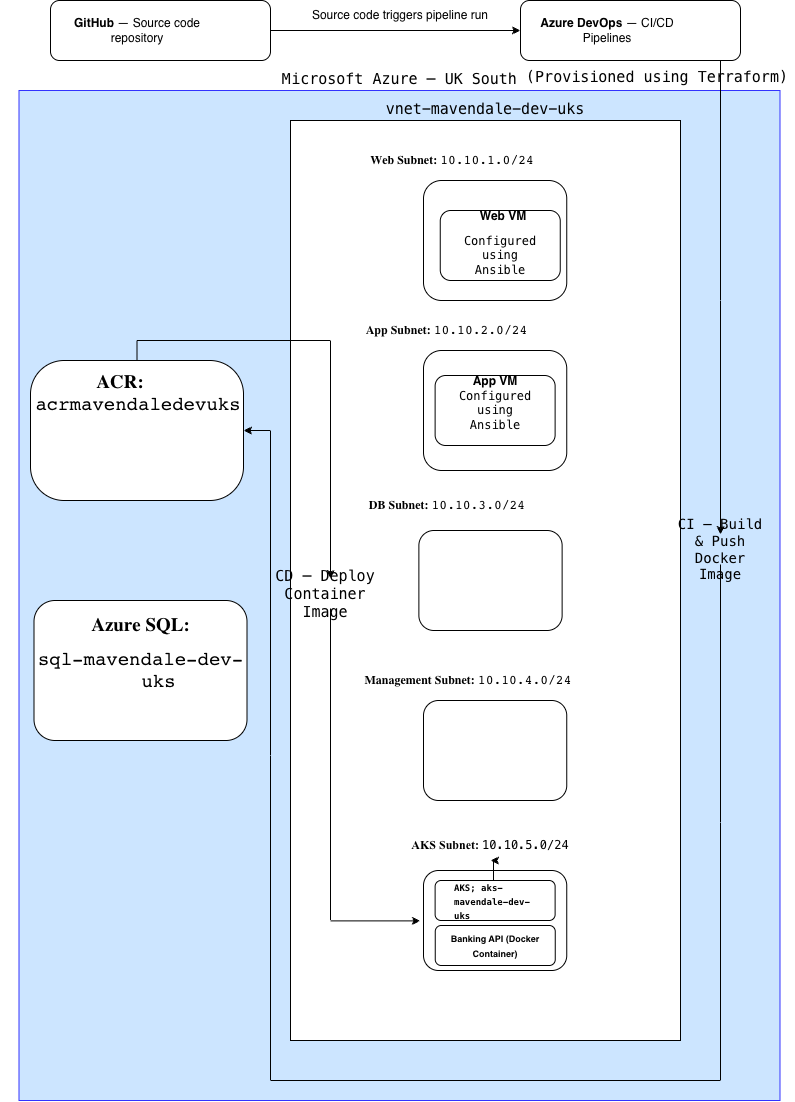 Source code triggers pipeline run
GitHub — Source code
repository
Azure DevOps — CI/CD
Pipelines
Microsoft Azure — UK South (Provisioned using Terraform)
vnet-mavendale-dev-uks
Web Subnet: 10.10.1.0/24
Web VM
Configured
using
Ansible
App Subnet: 10.10.2.0/24
ACR:
acrmavendaledevuks
App VM
Configured
using
Ansible
DB Subnet: 10.10.3.0/24
CI — Build
& Push
Docker
Image
CD — Deploy
Container
Image
Azure SQL:
sql-mavendale-dev-
uks
Management Subnet: 10.10.4.0/24
AKS Subnet: 10.10.5.0/24
AKS; aks-
mavendale-dev-
uks
Banking API (Docker
Container)